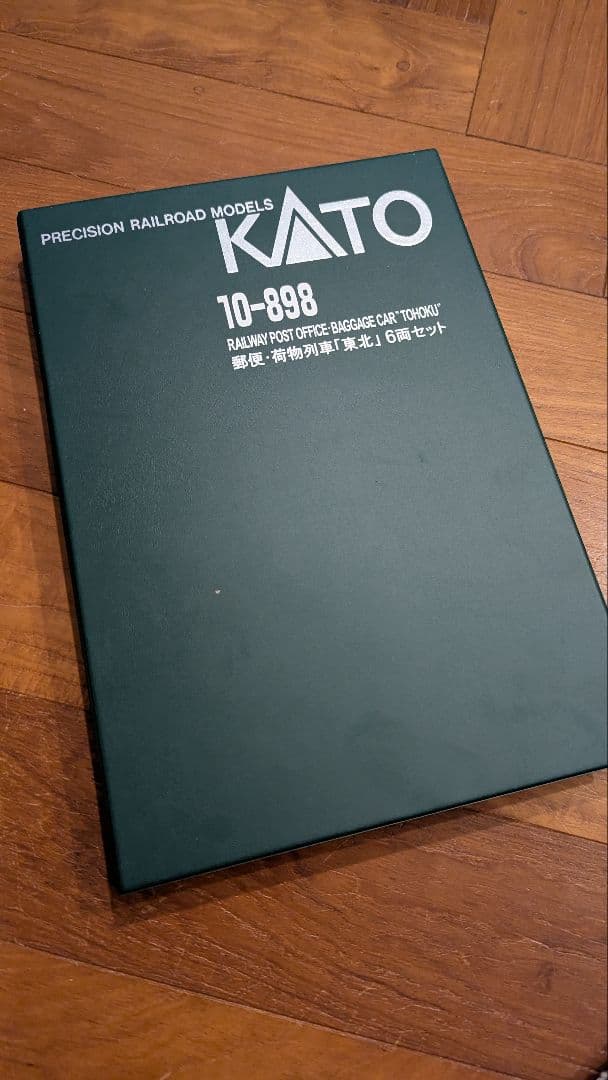 PRECISION RAILROAD MODELS
KATO
10-898
RAILWAY POST OFFICE·BAGGAGE CAR "TOHOKU"
郵便・荷物列車「東北」 6両セット